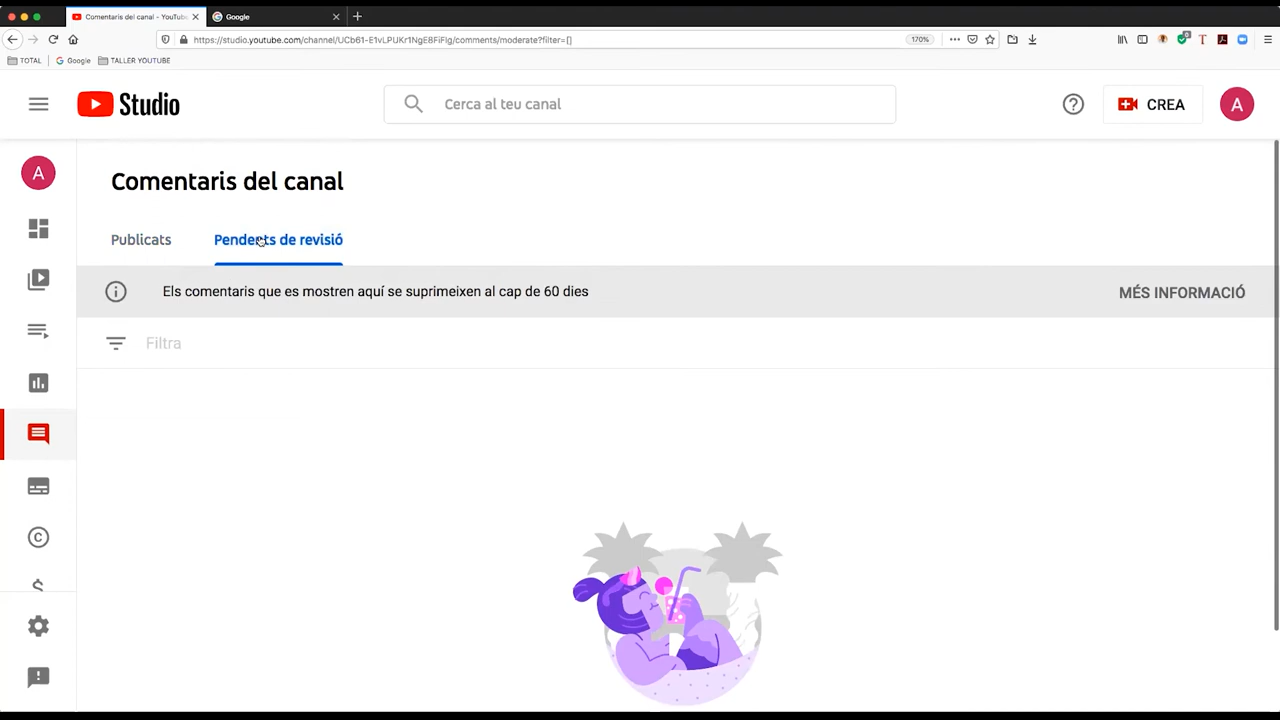 Comentaris del canal - YouTube
Google
https://studio.youtube.com/channel/UCb61-E1vLPUKr1NgE8FiFIg/comments/moderate?filter=[]
170%
TOTAL
Google
TALLER YOUTUBE
Studio
Cerca al teu canal
CREA
A
A
Comentaris del canal
Publicats
Pendents de revisió
Els comentaris que es mostren aquí se suprimeixen al cap de 60 dies
MÉS INFORMACIÓ
Filtra